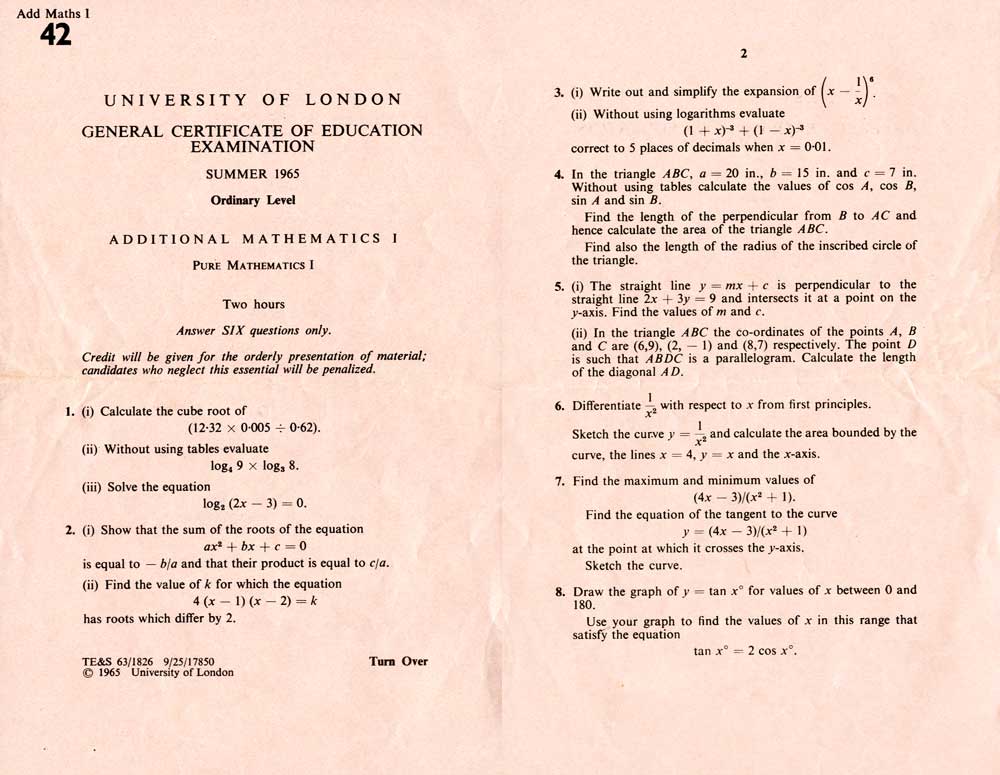 Add Maths 1
42
UNIVERSITY OF LONDON
GENERAL CERTIFICATE OF EDUCATION
EXAMINATION
SUMMER 1965
Ordinary Level
ADDITIONAL MATHEMATICS I
PURE MATHEMATICS I
Two hours
Answer SIX questions only.
Credit will be given for the orderly presentation of material;
candidates who neglect this essential will be penalized.
1. (i) Calculate the cube root of
(12·32 × 0·005 ÷ 0·62).
(ii) Without using tables evaluate
log₄ 9 × log₃ 8.
(iii) Solve the equation
log₂ (2x − 3) = 0.
2. (i) Show that the sum of the roots of the equation
ax² + bx + c = 0
is equal to − b/a and that their product is equal to c/a.
(ii) Find the value of k for which the equation
4 (x − 1) (x − 2) = k
has roots which differ by 2.
TE&S 63/1826 9/25/17850
© 1965 University of London
Turn Over
2
3. (i) Write out and simplify the expansion of (x − 1/x)⁶.
(ii) Without using logarithms evaluate
(1 + x)⁻³ + (1 − x)⁻³
correct to 5 places of decimals when x = 0·01.
4. In the triangle ABC, a = 20 in., b = 15 in. and c = 7 in.
Without using tables calculate the values of cos A, cos B,
sin A and sin B.
Find the length of the perpendicular from B to AC and
hence calculate the area of the triangle ABC.
Find also the length of the radius of the inscribed circle of
the triangle.
5. (i) The straight line y = mx + c is perpendicular to the
straight line 2x + 3y = 9 and intersects it at a point on the
y-axis. Find the values of m and c.
(ii) In the triangle ABC the co-ordinates of the points A, B
and C are (6,9), (2, − 1) and (8,7) respectively. The point D
is such that ABDC is a parallelogram. Calculate the length
of the diagonal AD.
6. Differentiate 1/x² with respect to x from first principles.
Sketch the curve y = 1/x² and calculate the area bounded by the
curve, the lines x = 4, y = x and the x-axis.
7. Find the maximum and minimum values of
(4x − 3)/(x² + 1).
Find the equation of the tangent to the curve
y = (4x − 3)/(x² + 1)
at the point at which it crosses the y-axis.
Sketch the curve.
8. Draw the graph of y = tan x° for values of x between 0 and
180.
Use your graph to find the values of x in this range that
satisfy the equation
tan x° = 2 cos x°.